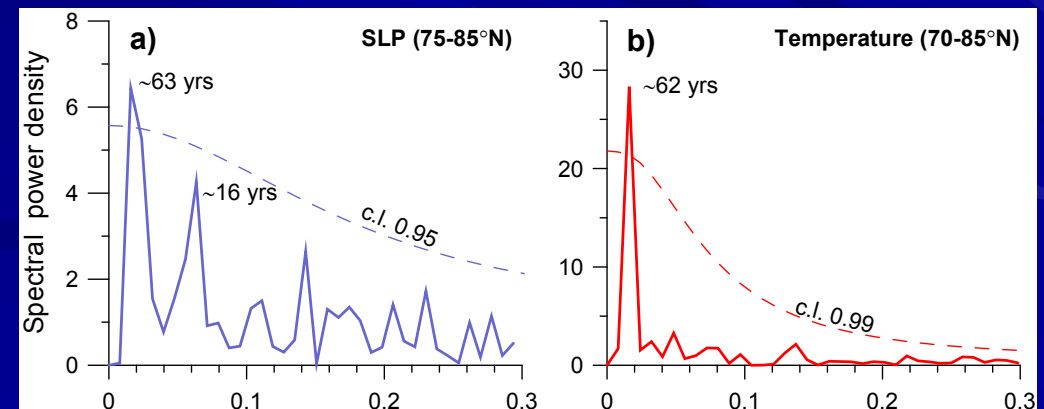 a)
SLP (75-85°N)
Spectral power density
8
6
4
2
0
~63 yrs
~16 yrs
c.l. 0.95
0
0.1
0.2
0.3
b)
Temperature (70-85°N)
30
20
10
0
~62 yrs
c.l. 0.99
0
0.1
0.2
0.3